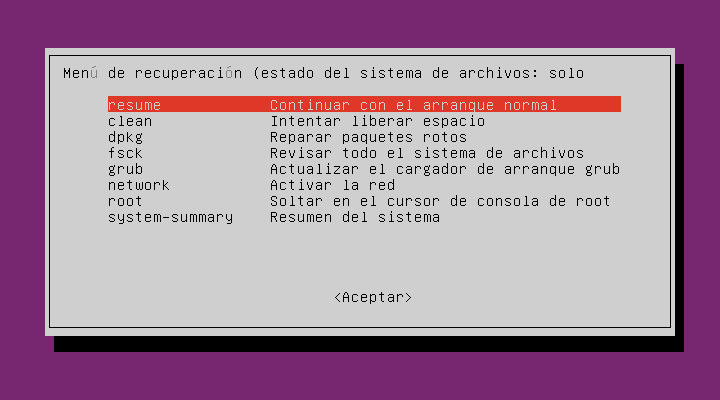 Menú de recuperación (estado del sistema de archivos: solo
resume Continuar con el arranque normal
clean Intentar liberar espacio
dpkg Reparar paquetes rotos
fsck Revisar todo el sistema de archivos
grub Actualizar el cargador de arranque grub
network Activar la red
root Soltar en el cursor de consola de root
system-summary Resumen del sistema
<Aceptar>